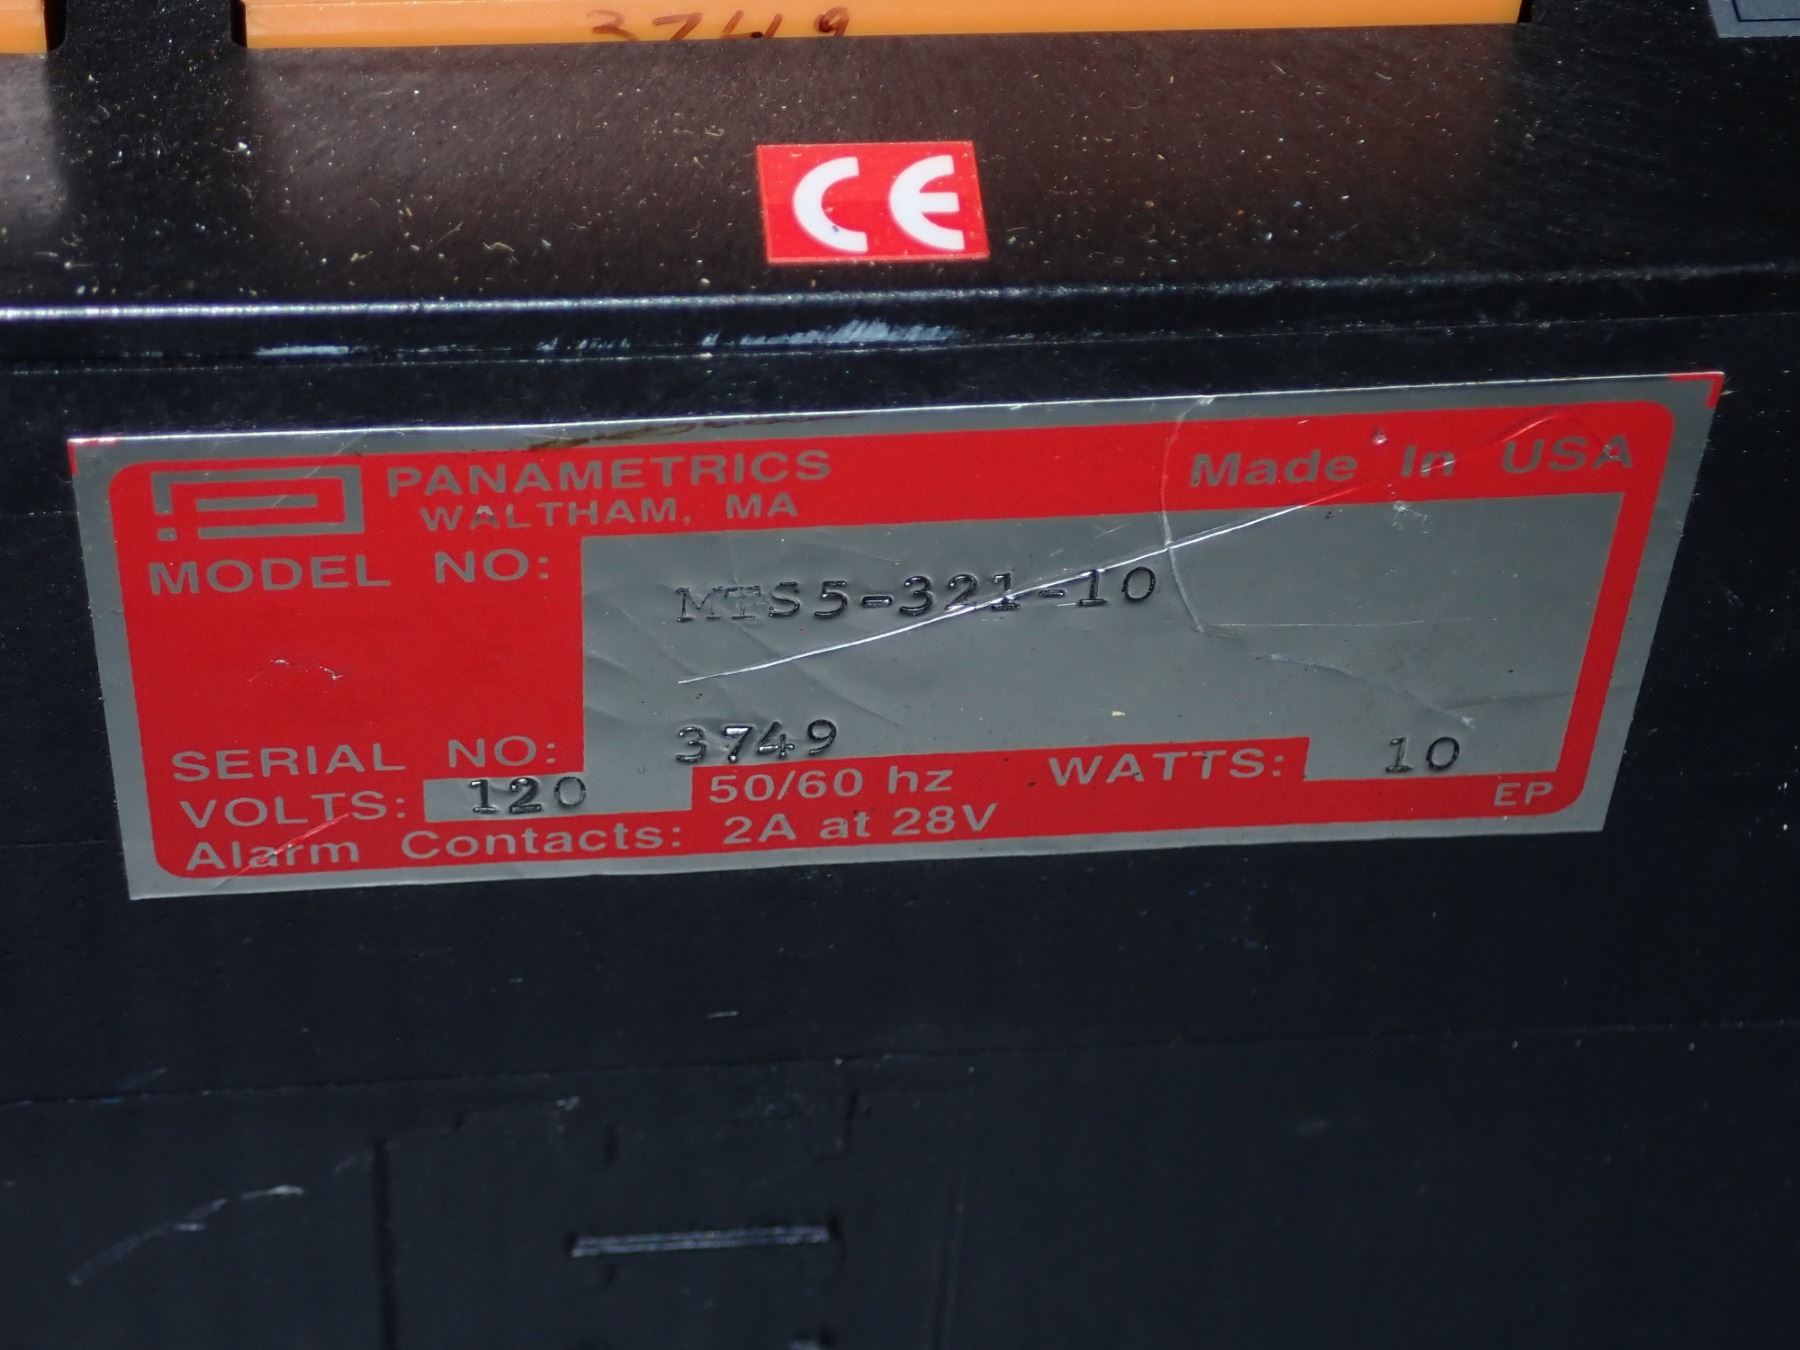 3749
CE
PANAMETRICS
WALTHAM, MA
Made In USA
MODEL NO: MTS5-321-10
SERIAL NO: 3749
VOLTS: 120 50/60 hz WATTS: 10
Alarm Contacts: 2A at 28V EP